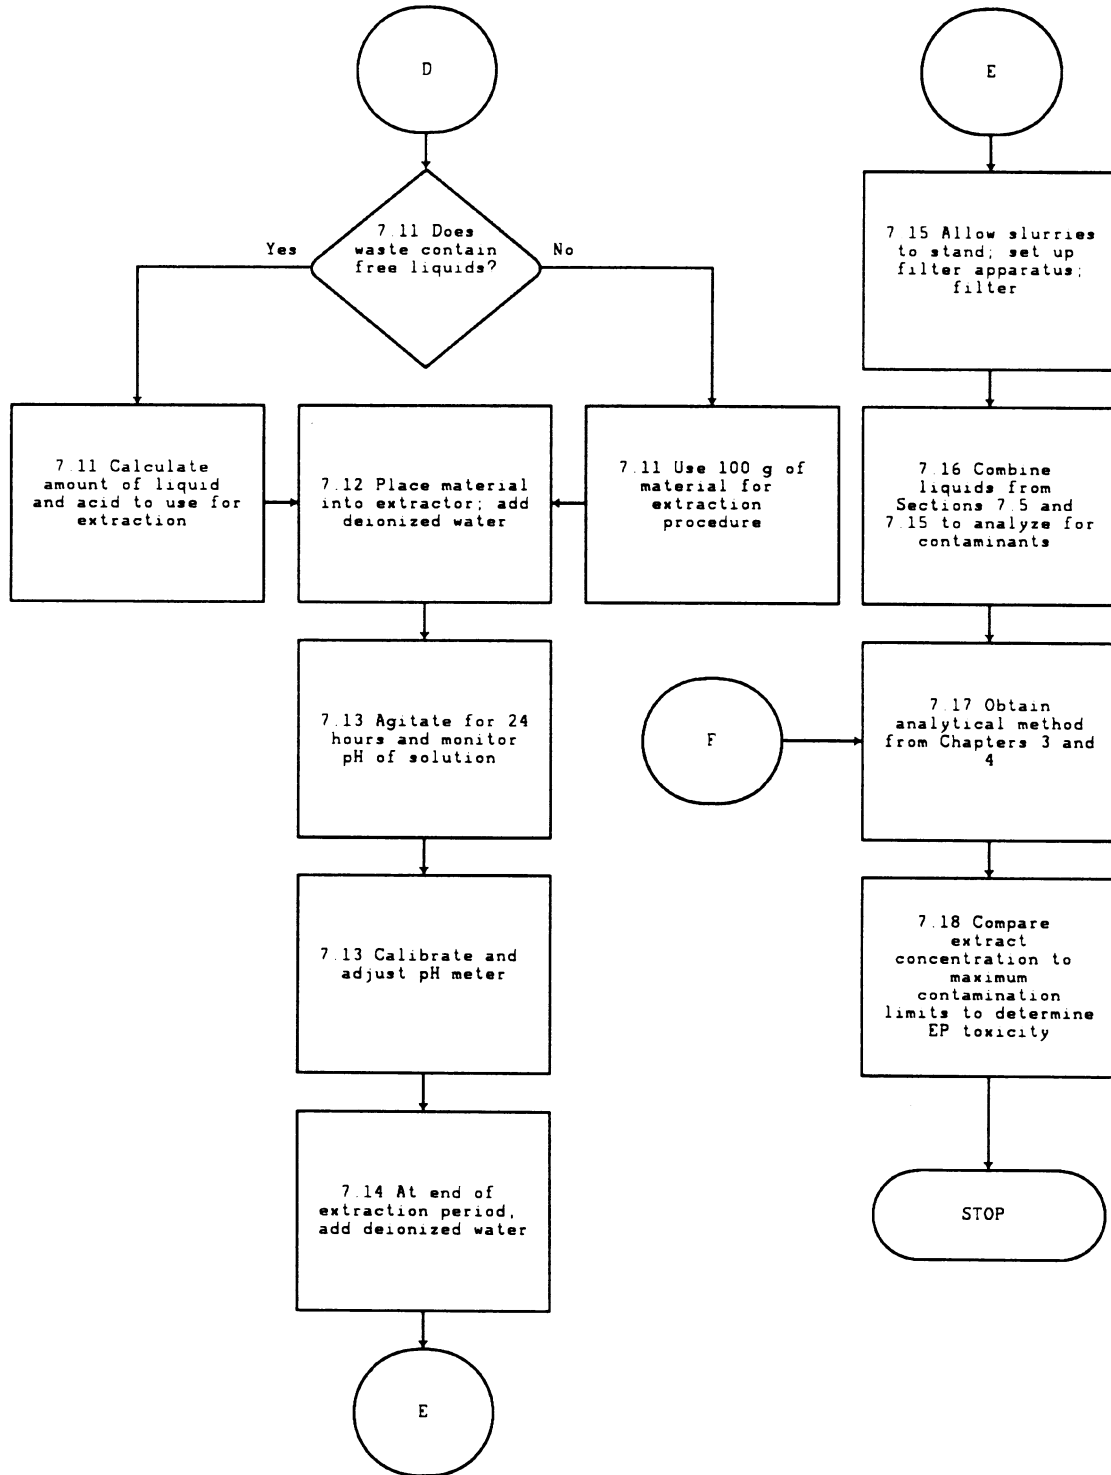 D
7.11 Does
waste contain
free liquids?
Yes
No
7.11 Calculate
amount of liquid
and acid to use for
extraction
7.12 Place material
into extractor; add
deionized water
7.11 Use 100 g of
material for
extraction
procedure
7.13 Agitate for 24
hours and monitor
pH of solution
7.13 Calibrate and
adjust pH meter
7.14 At end of
extraction period,
add deionized water
E
E
7.15 Allow slurries
to stand; set up
filter apparatus;
filter
7.16 Combine
liquids from
Sections 7.5 and
7.15 to analyze for
contaminants
F
7.17 Obtain
analytical method
from Chapters 3 and
4
7.18 Compare
extract
concentration to
maximum
contamination
limits to determine
EP toxicity
STOP